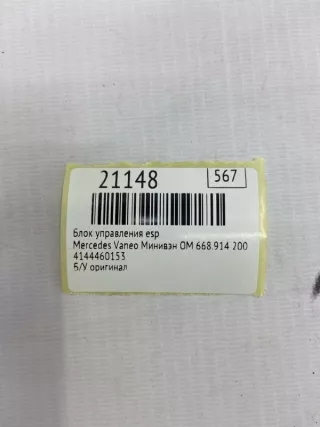 21148 567
Блок управления esp
Mercedes Vaneo Минивэн OM 668.914 200
4144460153
Б/У оригинал